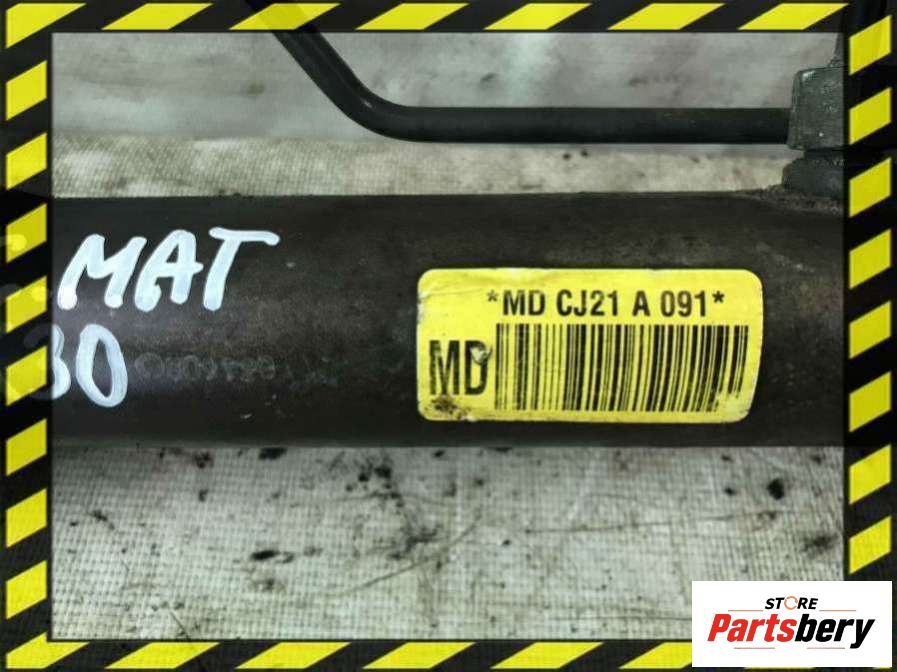 *MD CJ21 A 091*
MD
MAT
30
STORE
Partsbery